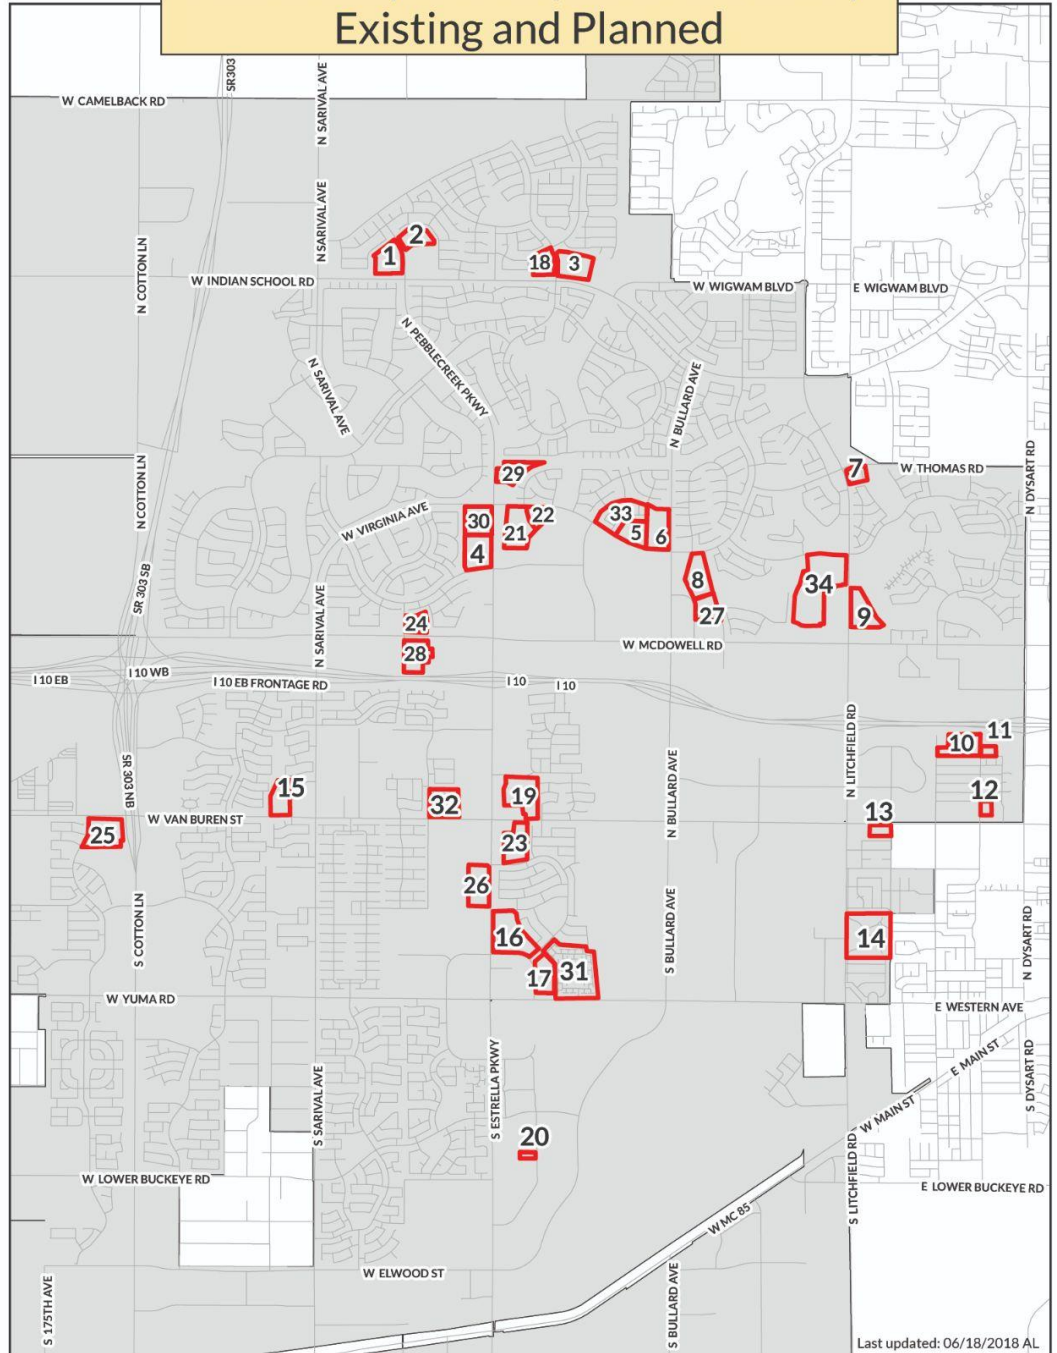 Existing and Planned
SR303
N SARIVAL AVE
W CAMELBACK RD
N SARIVAL AVE
N COTTON LN
2
1
18
3
W INDIAN SCHOOL RD
W WIGWAM BLVD
E WIGWAM BLVD
N PEBBLECREEK PKWY
N SARIVAL AVE
N BULLARD AVE
N COTTON LN
29
7
W THOMAS RD
N DYSART RD
W VIRGINIA AVE
30
21
22
33
5
6
4
SR 303 SB
8
34
N SARIVAL AVE
24
27
9
28
W MCDOWELL RD
I 10 EB
I 10 WB
I 10 EB FRONTAGE RD
I 10
I 10
N LITCHFIELD RD
10
11
SR 303 NB
15
32
19
N BULLARD AVE
12
25
W VAN BUREN ST
13
23
26
S COTTON LN
16
17
31
S BULLARD AVE
14
N DYSART RD
W YUMA RD
E WESTERN AVE
S SARIVAL AVE
S ESTRELLA PKWY
E MAIN ST
S DYSART RD
W MAIN ST
20
W LOWER BUCKEYE RD
S LITCHFIELD RD
E LOWER BUCKEYE RD
W MC 85
W ELWOOD ST
S 175TH AVE
S BULLARD AVE
Last updated: 06/18/2018 AL